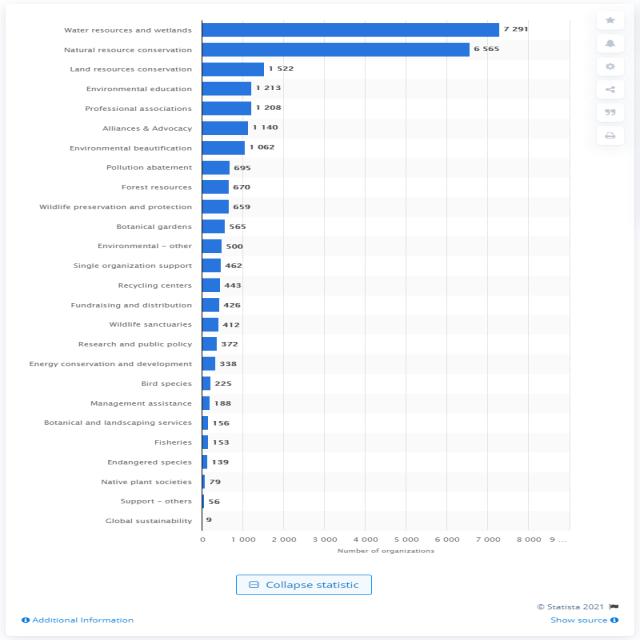 Water resources and wetlands 7 291
Natural resource conservation 6 565
Land resources conservation 1 522
Environmental education 1 213
Professional associations 1 208
Alliances & Advocacy 1 140
Environmental beautification 1 062
Pollution abatement 695
Forest resources 670
Wildlife preservation and protection 659
Botanical gardens 565
Environmental – other 500
Single organization support 462
Recycling centers 443
Fundraising and distribution 426
Wildlife sanctuaries 412
Research and public policy 372
Energy conservation and development 338
Bird species 225
Management assistance 188
Botanical and landscaping services 156
Fisheries 153
Endangered species 139
Native plant societies 79
Support – others 56
Global sustainability 9
0 1 000 2 000 3 000 4 000 5 000 6 000 7 000 8 000 9 ...
Number of organizations
Collapse statistic
© Statista 2021
Additional Information Show source